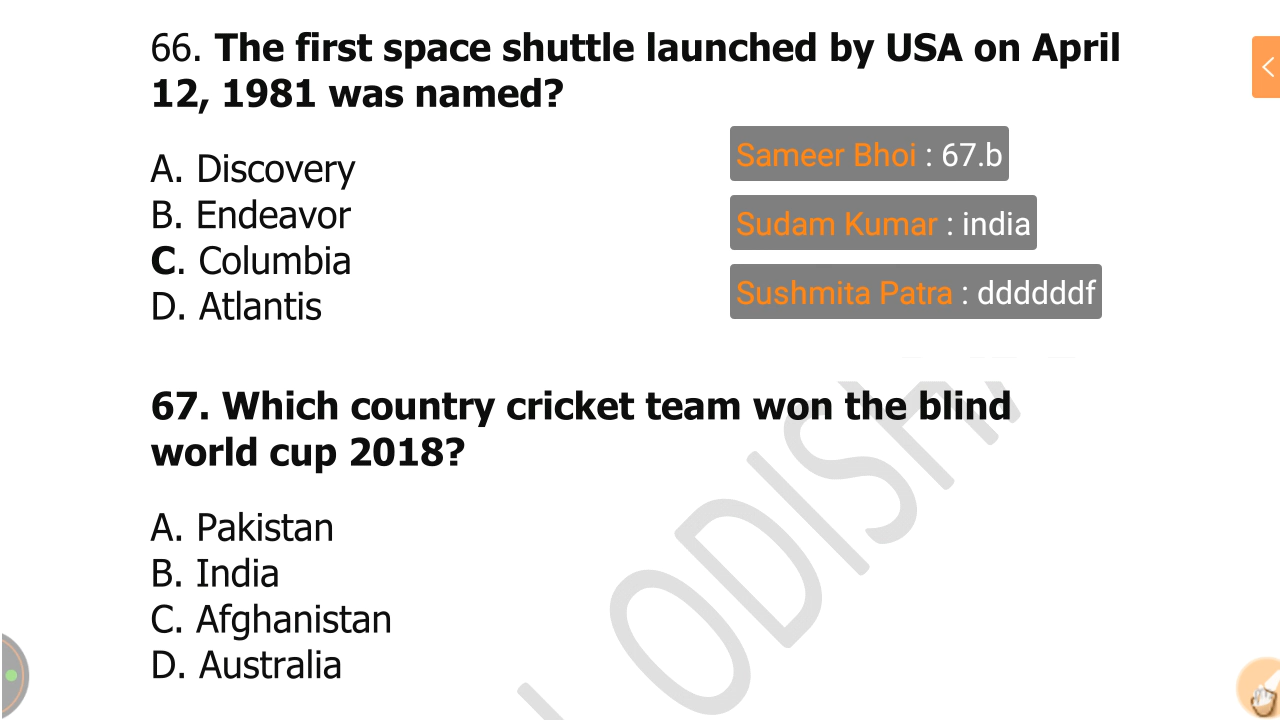 66. The first space shuttle launched by USA on April
12, 1981 was named?
A. Discovery
B. Endeavor
C. Columbia
D. Atlantis
Sameer Bhoi : 67.b
Sudam Kumar : india
Sushmita Patra : ddddddf
67. Which country cricket team won the blind
world cup 2018?
A. Pakistan
B. India
C. Afghanistan
D. Australia